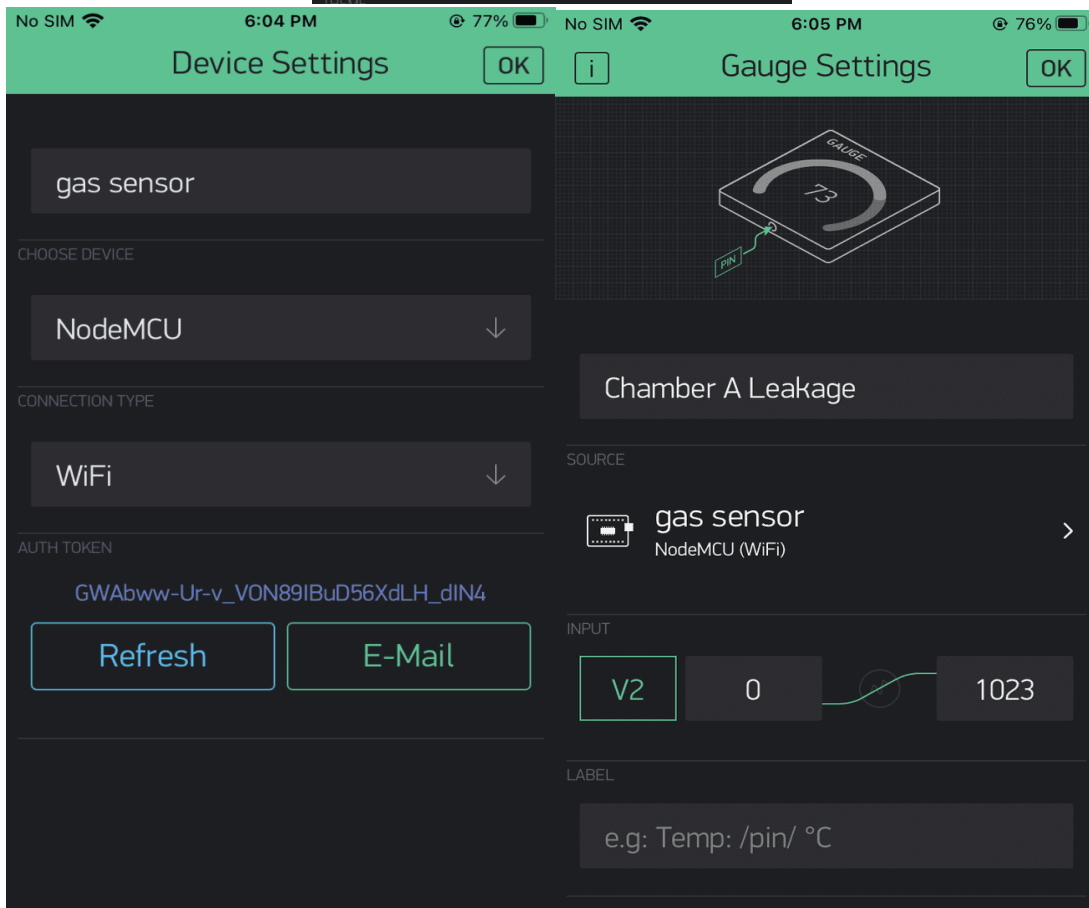 No SIM 6:04 PM 77%
Device Settings OK
gas sensor
CHOOSE DEVICE
NodeMCU
CONNECTION TYPE
WiFi
AUTH TOKEN
GWAbww-Ur-v_VON89IBuD56XdLH_dIN4
Refresh E-Mail
No SIM 6:05 PM 76%
i Gauge Settings OK
GAUGE
73
PIN
Chamber A Leakage
SOURCE
gas sensor
NodeMCU (WiFi)
INPUT
V2 0 1023
LABEL
e.g: Temp: /pin/ °C